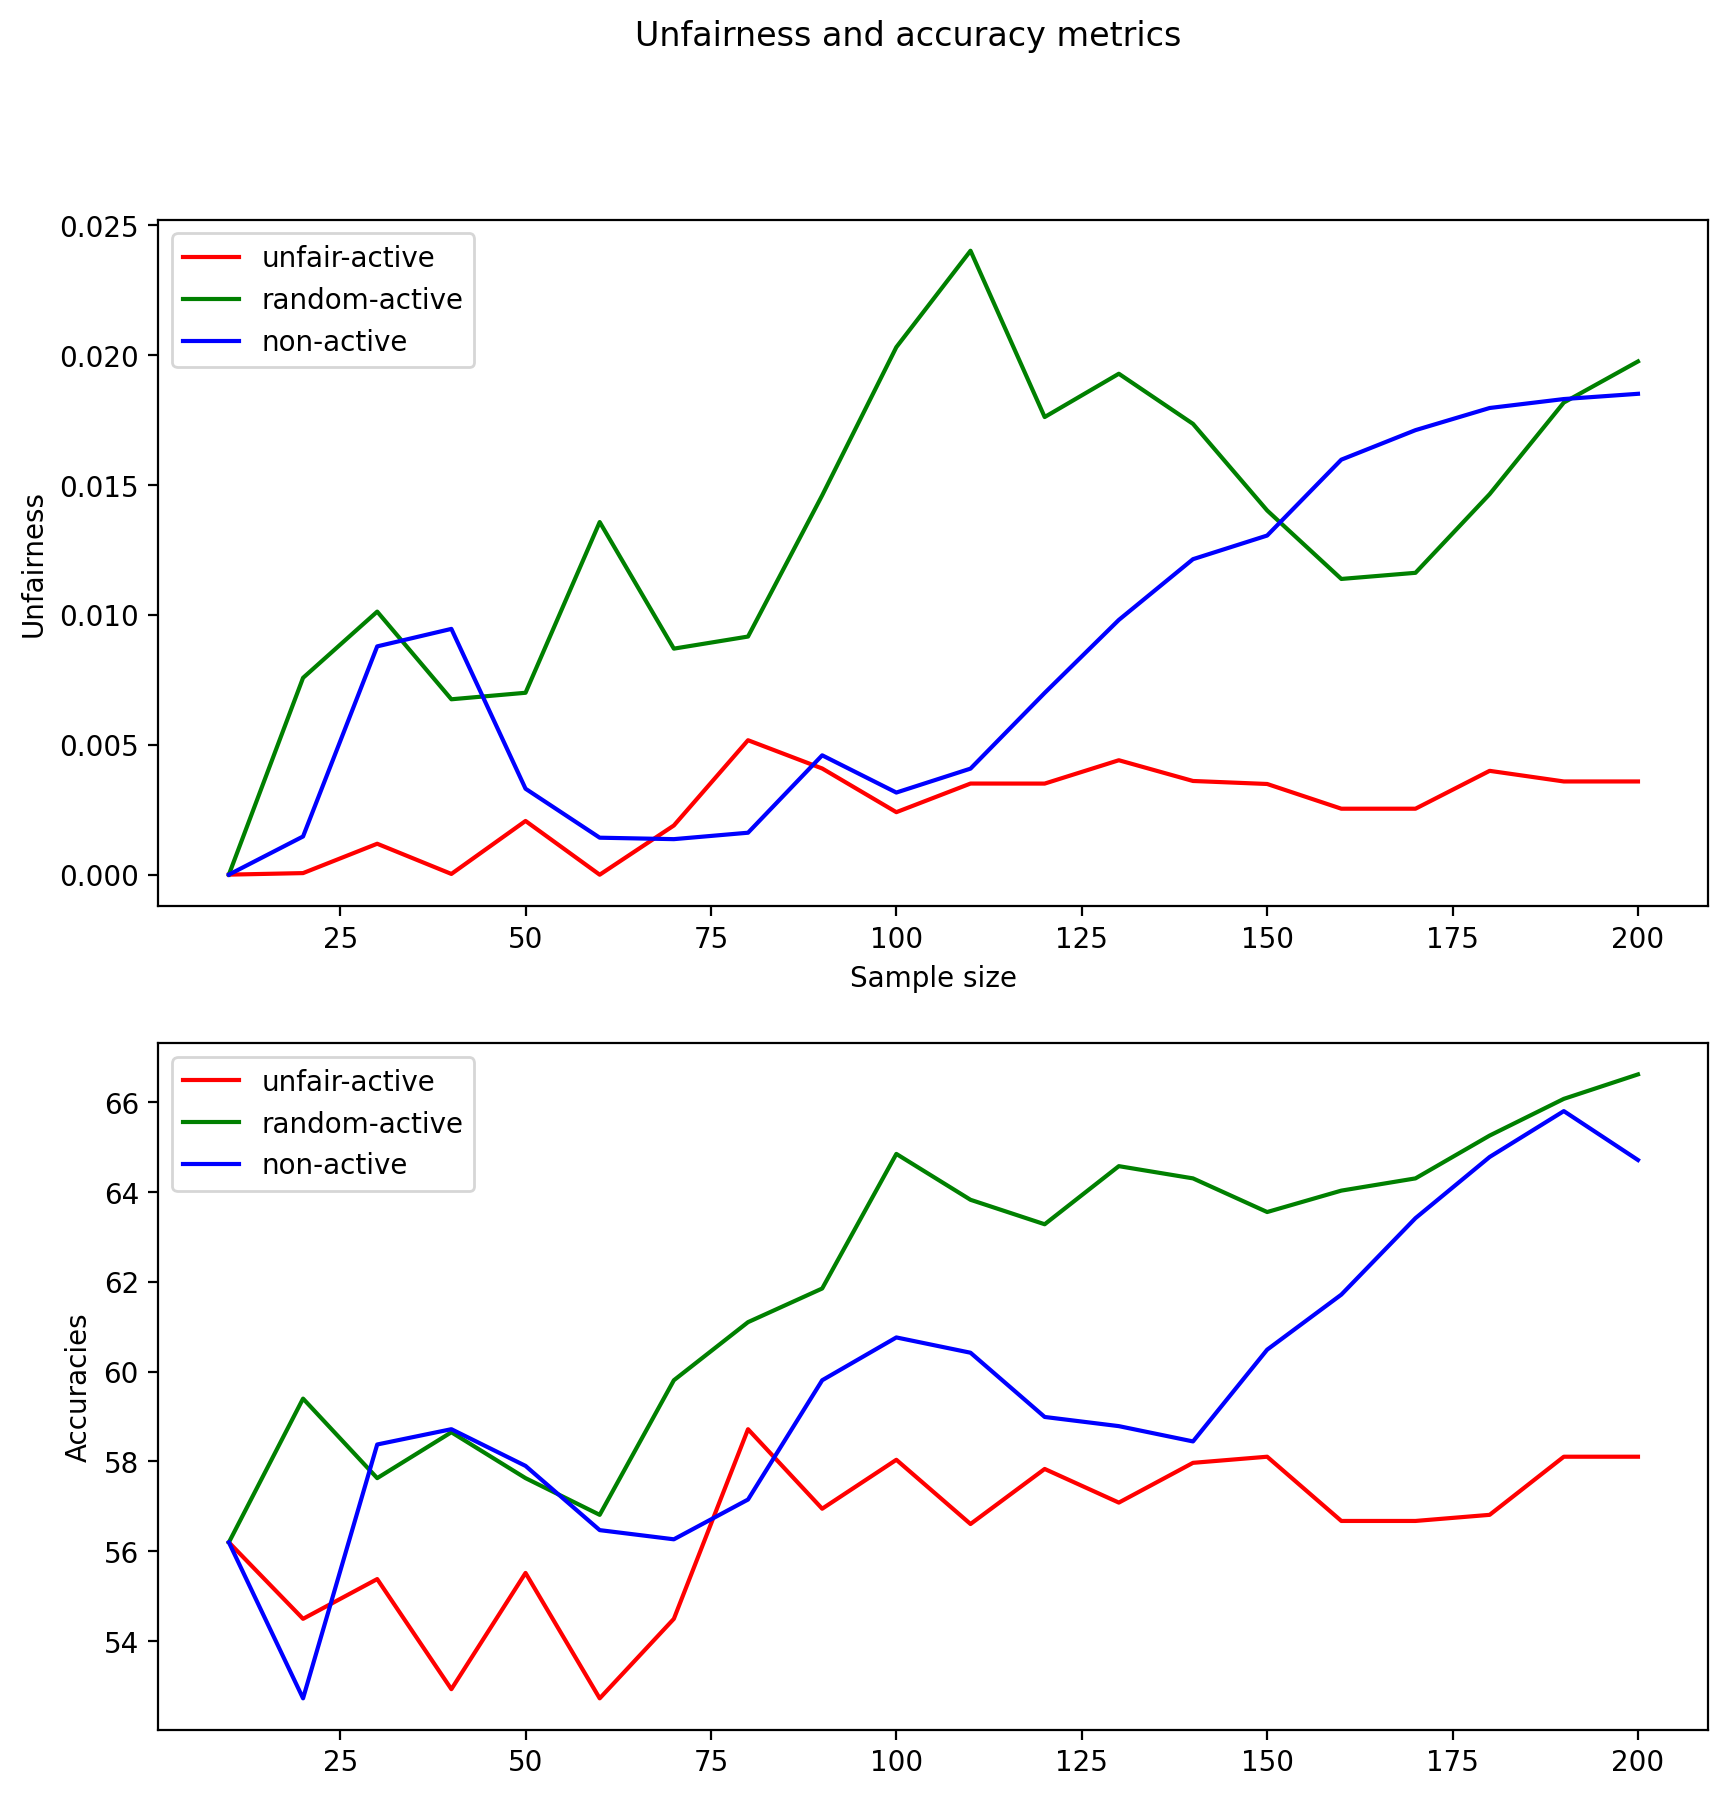 Unfairness and accuracy metrics
0.025
0.020
0.015
0.010
0.005
0.000
Unfairness
unfair-active
random-active
non-active
25 50 75 100 125 150 175 200
Sample size
66
64
62
60
58
56
54
Accuracies
unfair-active
random-active
non-active
25 50 75 100 125 150 175 200